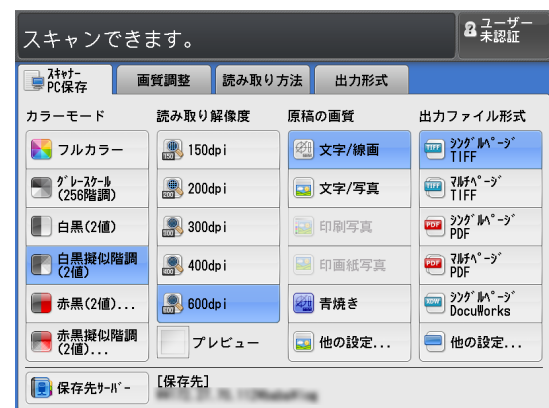 スキャンできます。
ユーザー
未認証
ｽｷｬﾅｰ
PC保存
画質調整
読み取り方法
出力形式
カラーモード
フルカラー
ｸﾞﾚｰｽｹｰﾙ
(256階調)
白黒(2値)
白黒擬似階調
(2値)
赤黒(2値)...
赤黒擬似階調
(2値)...
読み取り解像度
150dpi
200dpi
300dpi
400dpi
600dpi
プレビュー
原稿の画質
文字/線画
文字/写真
印刷写真
印画紙写真
青焼き
他の設定...
出力ファイル形式
ｼﾝｸﾞﾙﾍﾟｰｼﾞ
TIFF
ﾏﾙﾁﾍﾟｰｼﾞ
TIFF
ｼﾝｸﾞﾙﾍﾟｰｼﾞ
PDF
ﾏﾙﾁﾍﾟｰｼﾞ
PDF
ｼﾝｸﾞﾙﾍﾟｰｼﾞ
DocuWorks
他の設定...
保存先ｻｰﾊﾞｰ
[保存先]